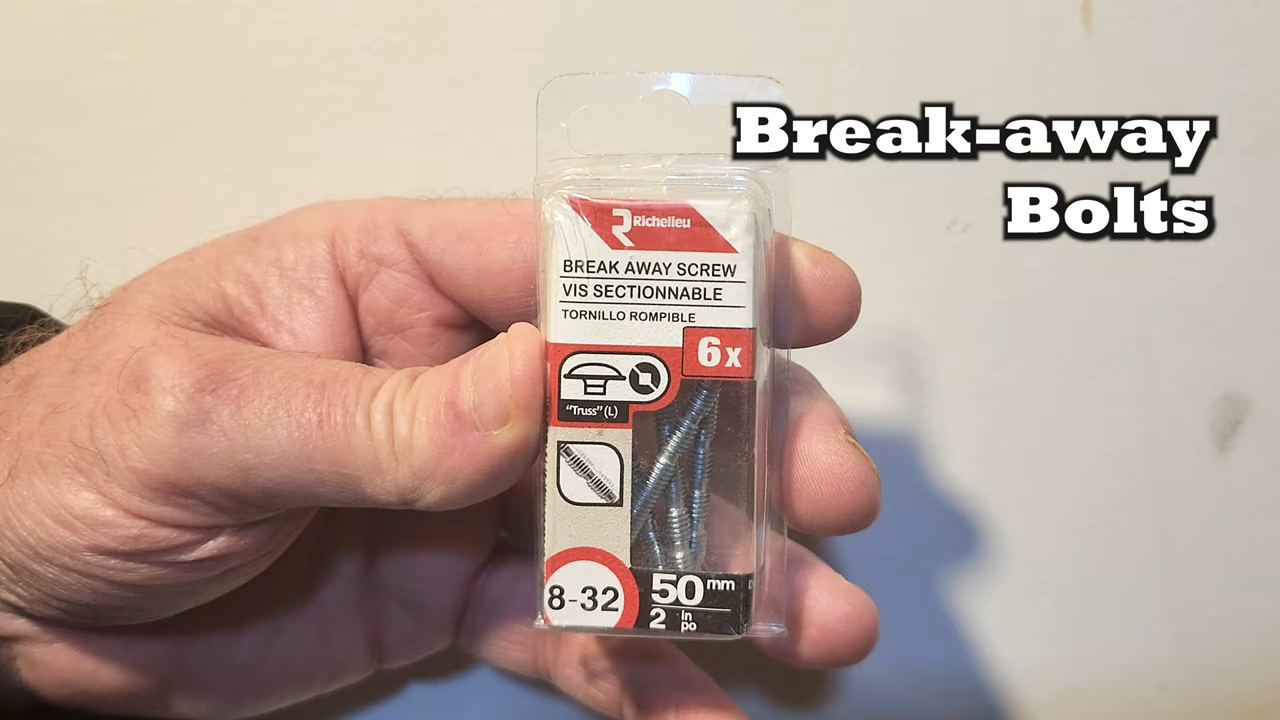 Break-away
Bolts
Richelieu
BREAK AWAY SCREW
VIS SECTIONNABLE
TORNILLO ROMPIBLE
6x
"Truss" (L)
8-32
50 mm
2 in
po